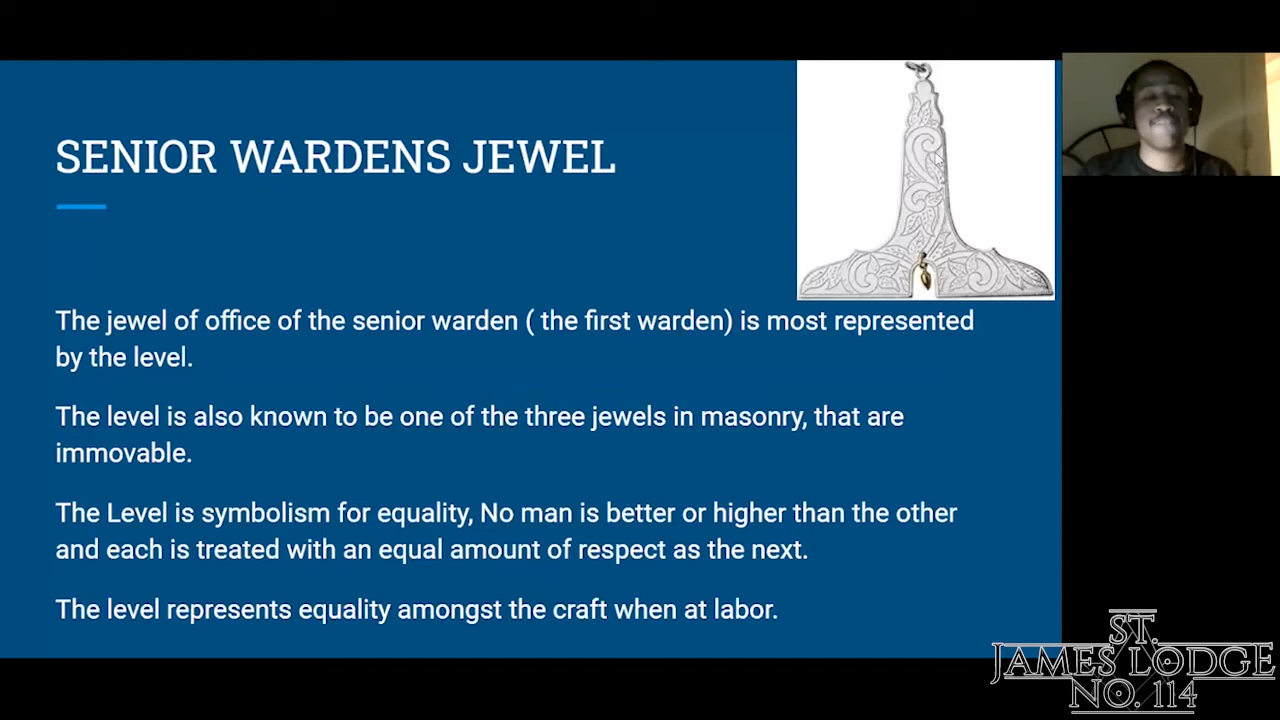 SENIOR WARDENS JEWEL
The jewel of office of the senior warden ( the first warden) is most represented
by the level.
The level is also known to be one of the three jewels in masonry, that are
immovable.
The Level is symbolism for equality, No man is better or higher than the other
and each is treated with an equal amount of respect as the next.
The level represents equality amongst the craft when at labor.
ST.
JAMES LODGE
NO. 114